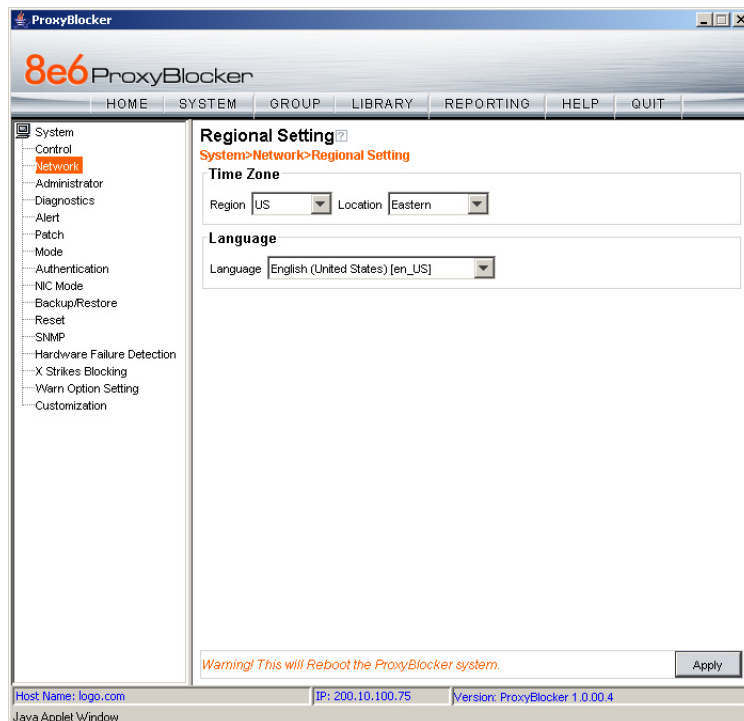 ProxyBlocker
8e6 ProxyBlocker
HOME SYSTEM GROUP LIBRARY REPORTING HELP QUIT
System
Control
Network
Administrator
Diagnostics
Alert
Patch
Mode
Authentication
NIC Mode
Backup/Restore
Reset
SNMP
Hardware Failure Detection
X Strikes Blocking
Warn Option Setting
Customization
Regional Setting ?
System>Network>Regional Setting
Time Zone
Region US Location Eastern
Language
Language English (United States) [en_US]
Warning! This will Reboot the ProxyBlocker system. Apply
Host Name: logo.com IP: 200.10.100.75 Version: ProxyBlocker 1.0.00.4
Java Applet Window